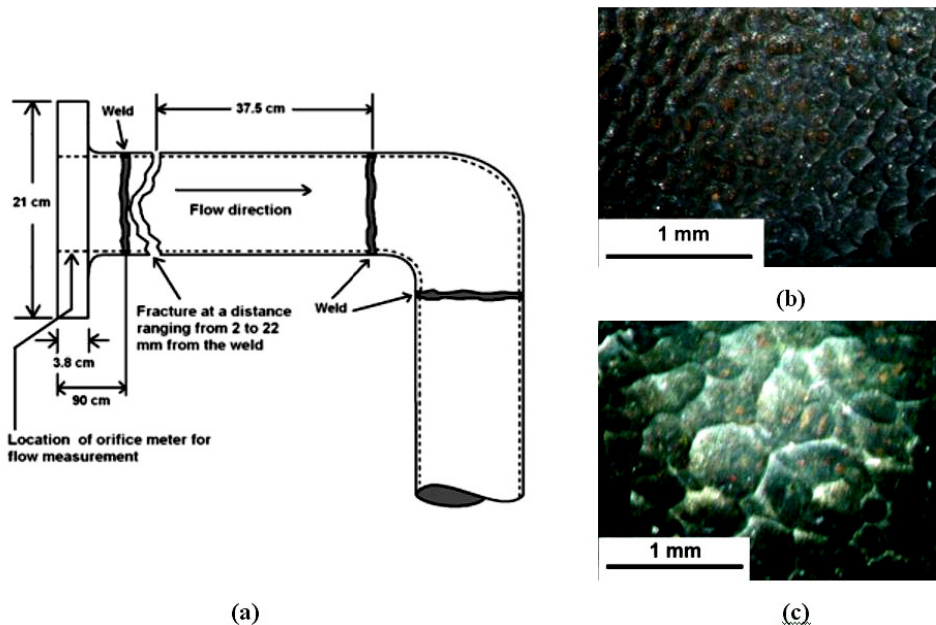 37.5 cm
Weld
21 cm
Flow direction
Fracture at a distance
ranging from 2 to 22
mm from the weld
Weld
3.8 cm
90 cm
Location of orifice meter for
flow measurement
(a)
1 mm
(b)
1 mm
(c)